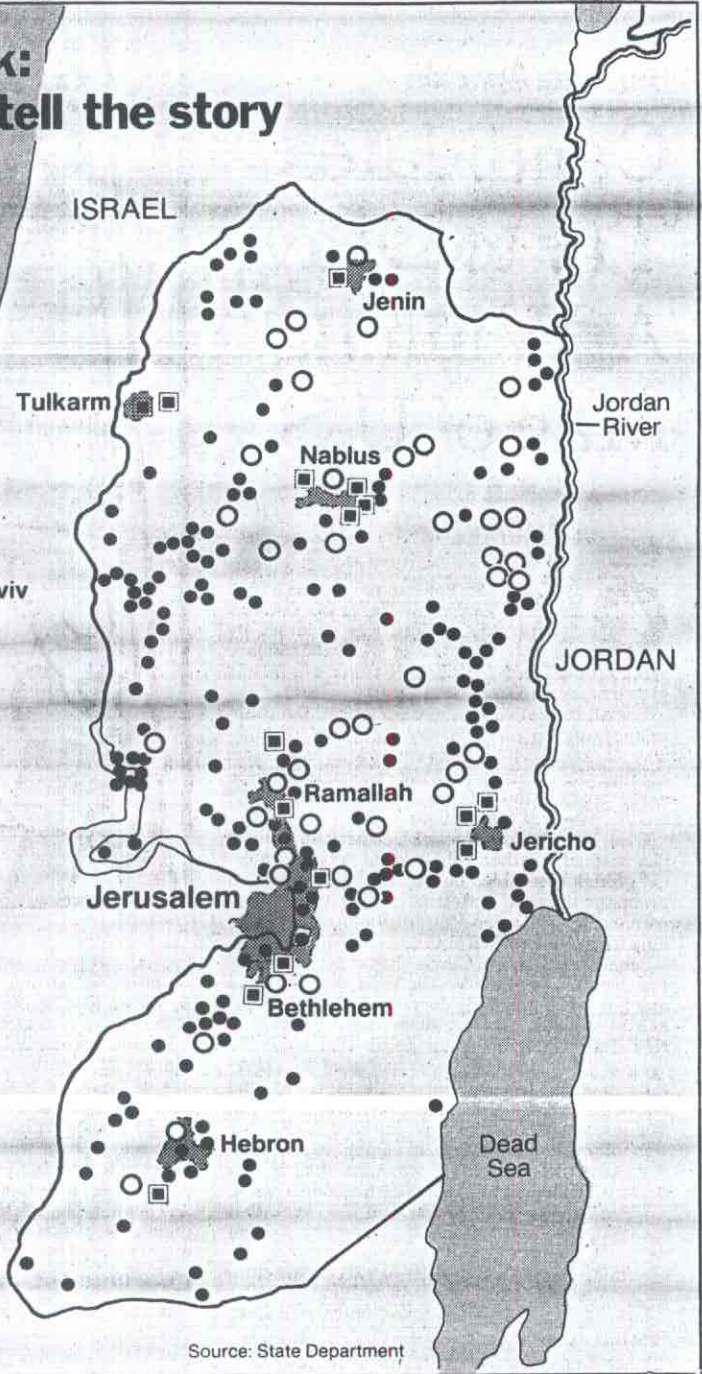 k:
tell the story
ISRAEL
Jenin
Tulkarm
Jordan
River
Nablus
viv
JORDAN
Ramallah
Jericho
Jerusalem
Bethlehem
Hebron
Dead
Sea
Source: State Department